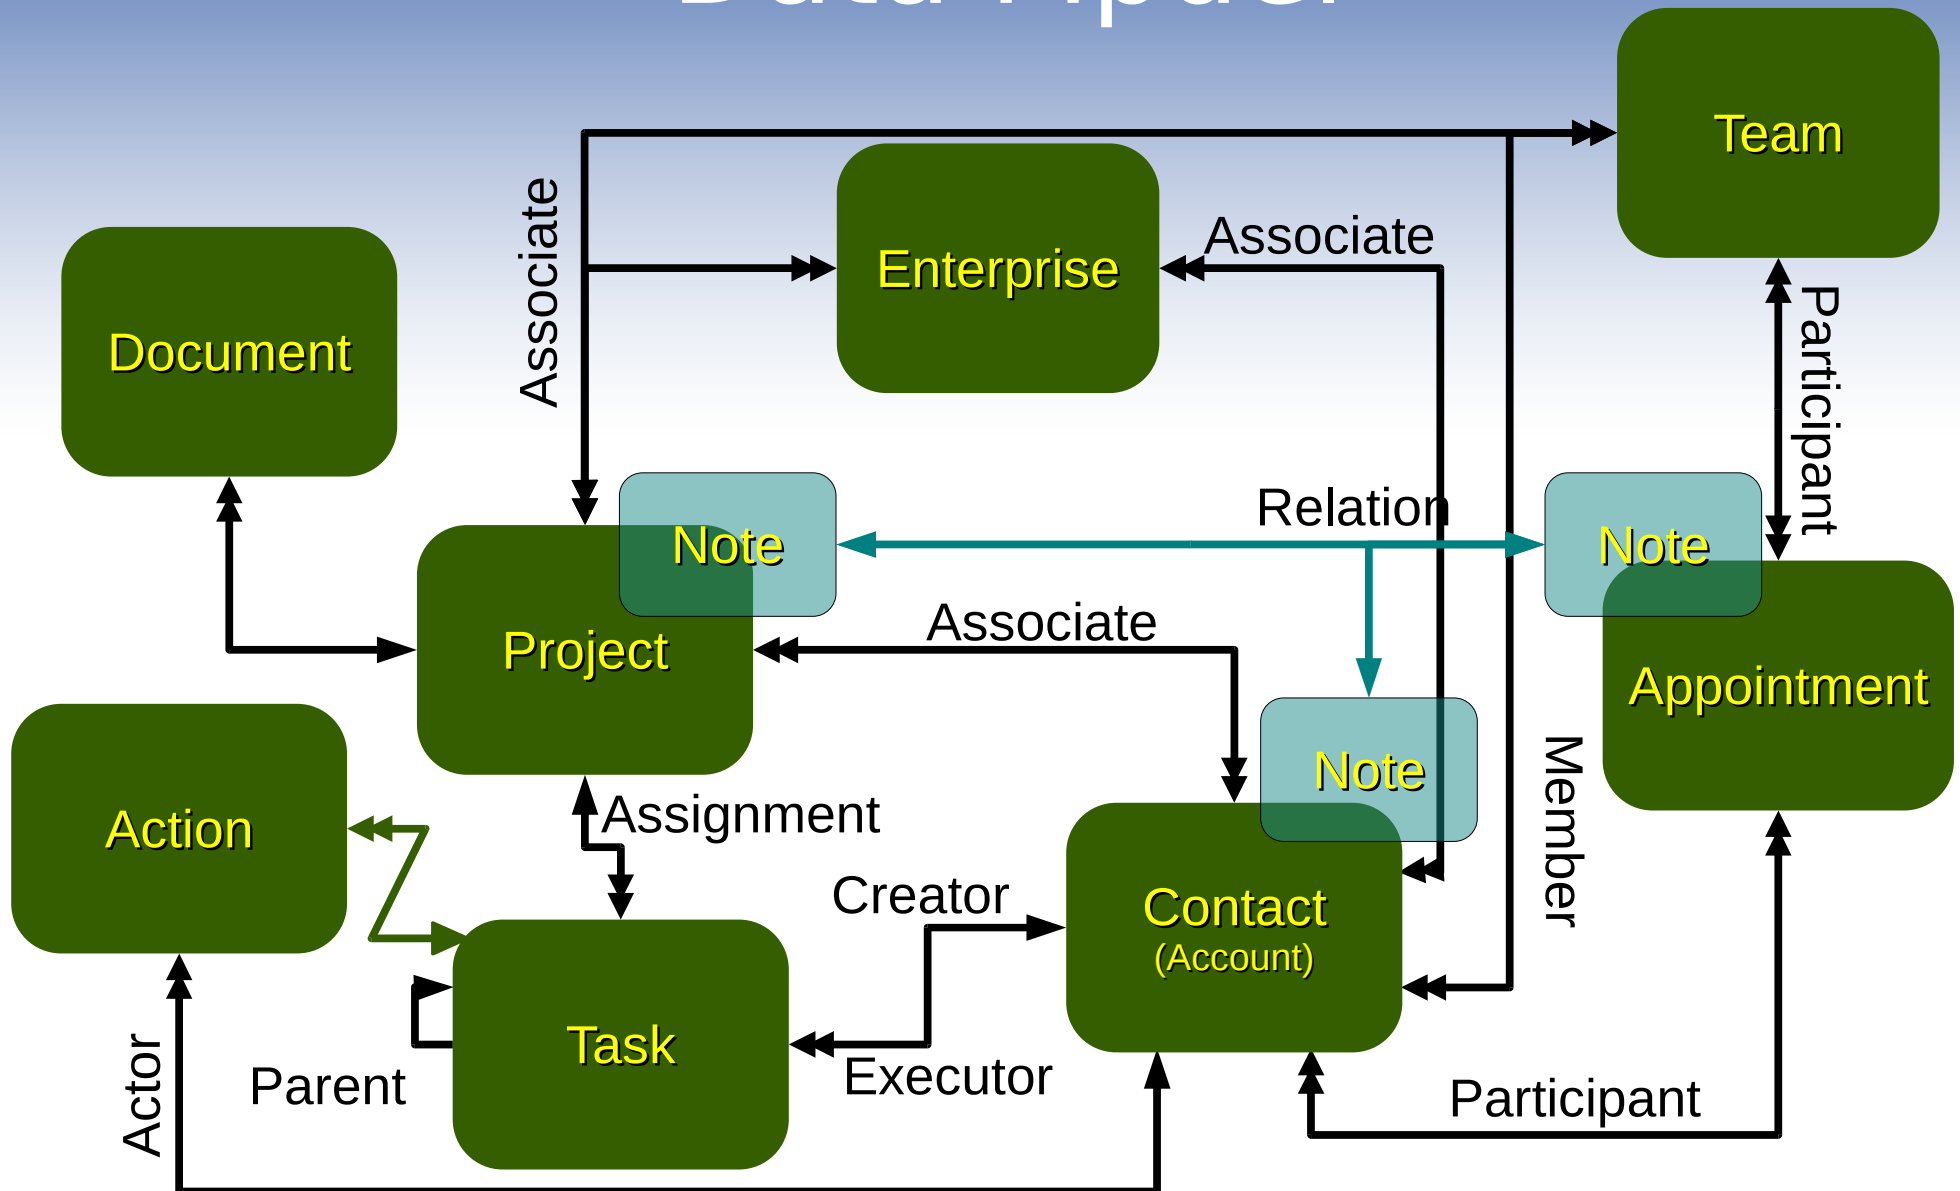 Team
Associate
Associate
Enterprise
Document
Participant
Relation
Note
Note
Project
Associate
Appointment
Note
Member
Action
Assignment
Creator
Contact
(Account)
Task
Executor
Parent
Actor
Participant